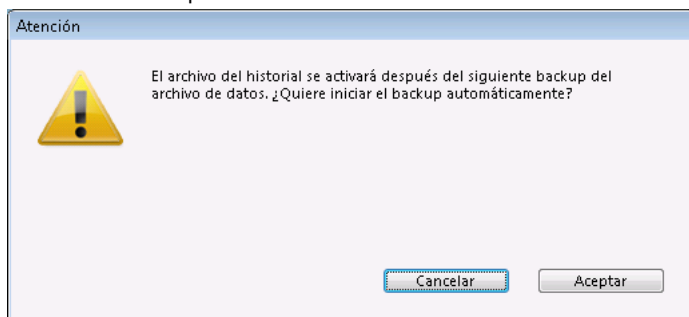 Atención
El archivo del historial se activará después del siguiente backup del
archivo de datos. ¿Quiere iniciar el backup automáticamente?
Cancelar
Aceptar